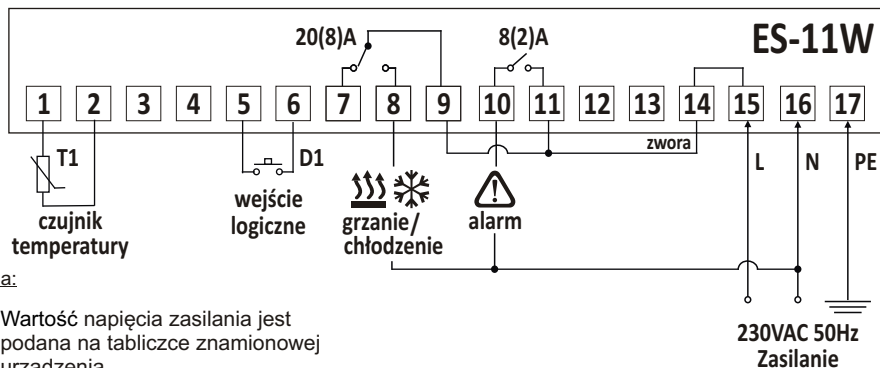 20(8)A
8(2)A
ES-11W
1 2 3 4 5 6 7 8 9 10 11 12 13 14 15 16 17
zwora
T1
D1
L N PE
czujnik
temperatury
wejście
logiczne
grzanie/
chłodzenie
alarm
a:
Wartość napięcia zasilania jest
podana na tabliczce znamionowej
230VAC 50Hz
Zasilanie